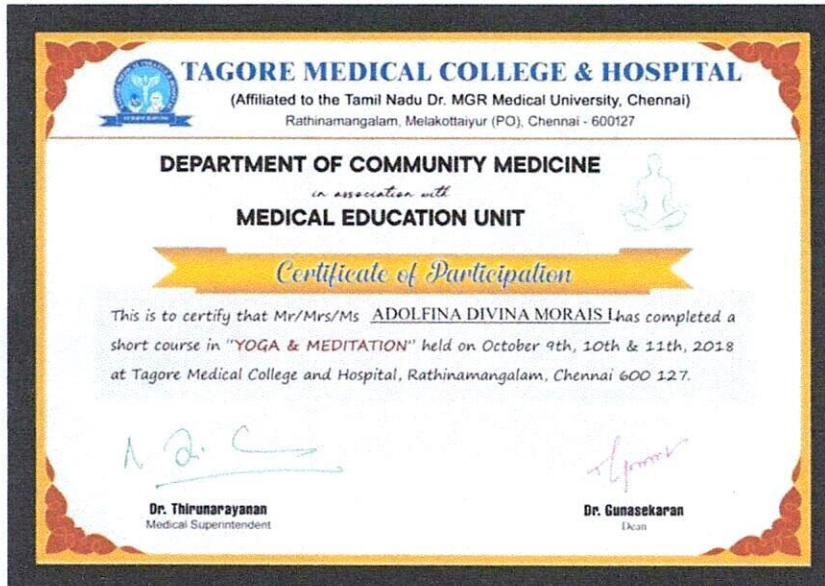 TAGORE MEDICAL COLLEGE & HOSPITAL
(Affiliated to the Tamil Nadu Dr. MGR Medical University, Chennai)
Rathinamangalam, Melakottaiyur (PO), Chennai - 600127
DEPARTMENT OF COMMUNITY MEDICINE
in association with
MEDICAL EDUCATION UNIT
Certificate of Participation
This is to certify that Mr/Mrs/Ms ADOLFINA DIVINA MORAIS I has completed a
short course in "YOGA & MEDITATION" held on October 9th, 10th & 11th, 2018
at Tagore Medical College and Hospital, Rathinamangalam, Chennai 600 127.
Dr. Thirunarayanan
Medical Superintendent
Dr. Gunasekaran
Dean